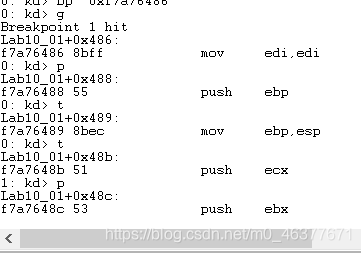 0: kd> bp 0xf7a76486
0: kd> g
Breakpoint 1 hit
Lab10_01+0x486:
f7a76486 8bff mov edi,edi
0: kd> p
Lab10_01+0x488:
f7a76488 55 push ebp
0: kd> t
Lab10_01+0x489:
f7a76489 8bec mov ebp,esp
0: kd> t
Lab10_01+0x48b:
f7a7648b 51 push ecx
1: kd> p
Lab10_01+0x48c:
f7a7648c 53 push ebx
https://blog.csdn.net/m0_46377671